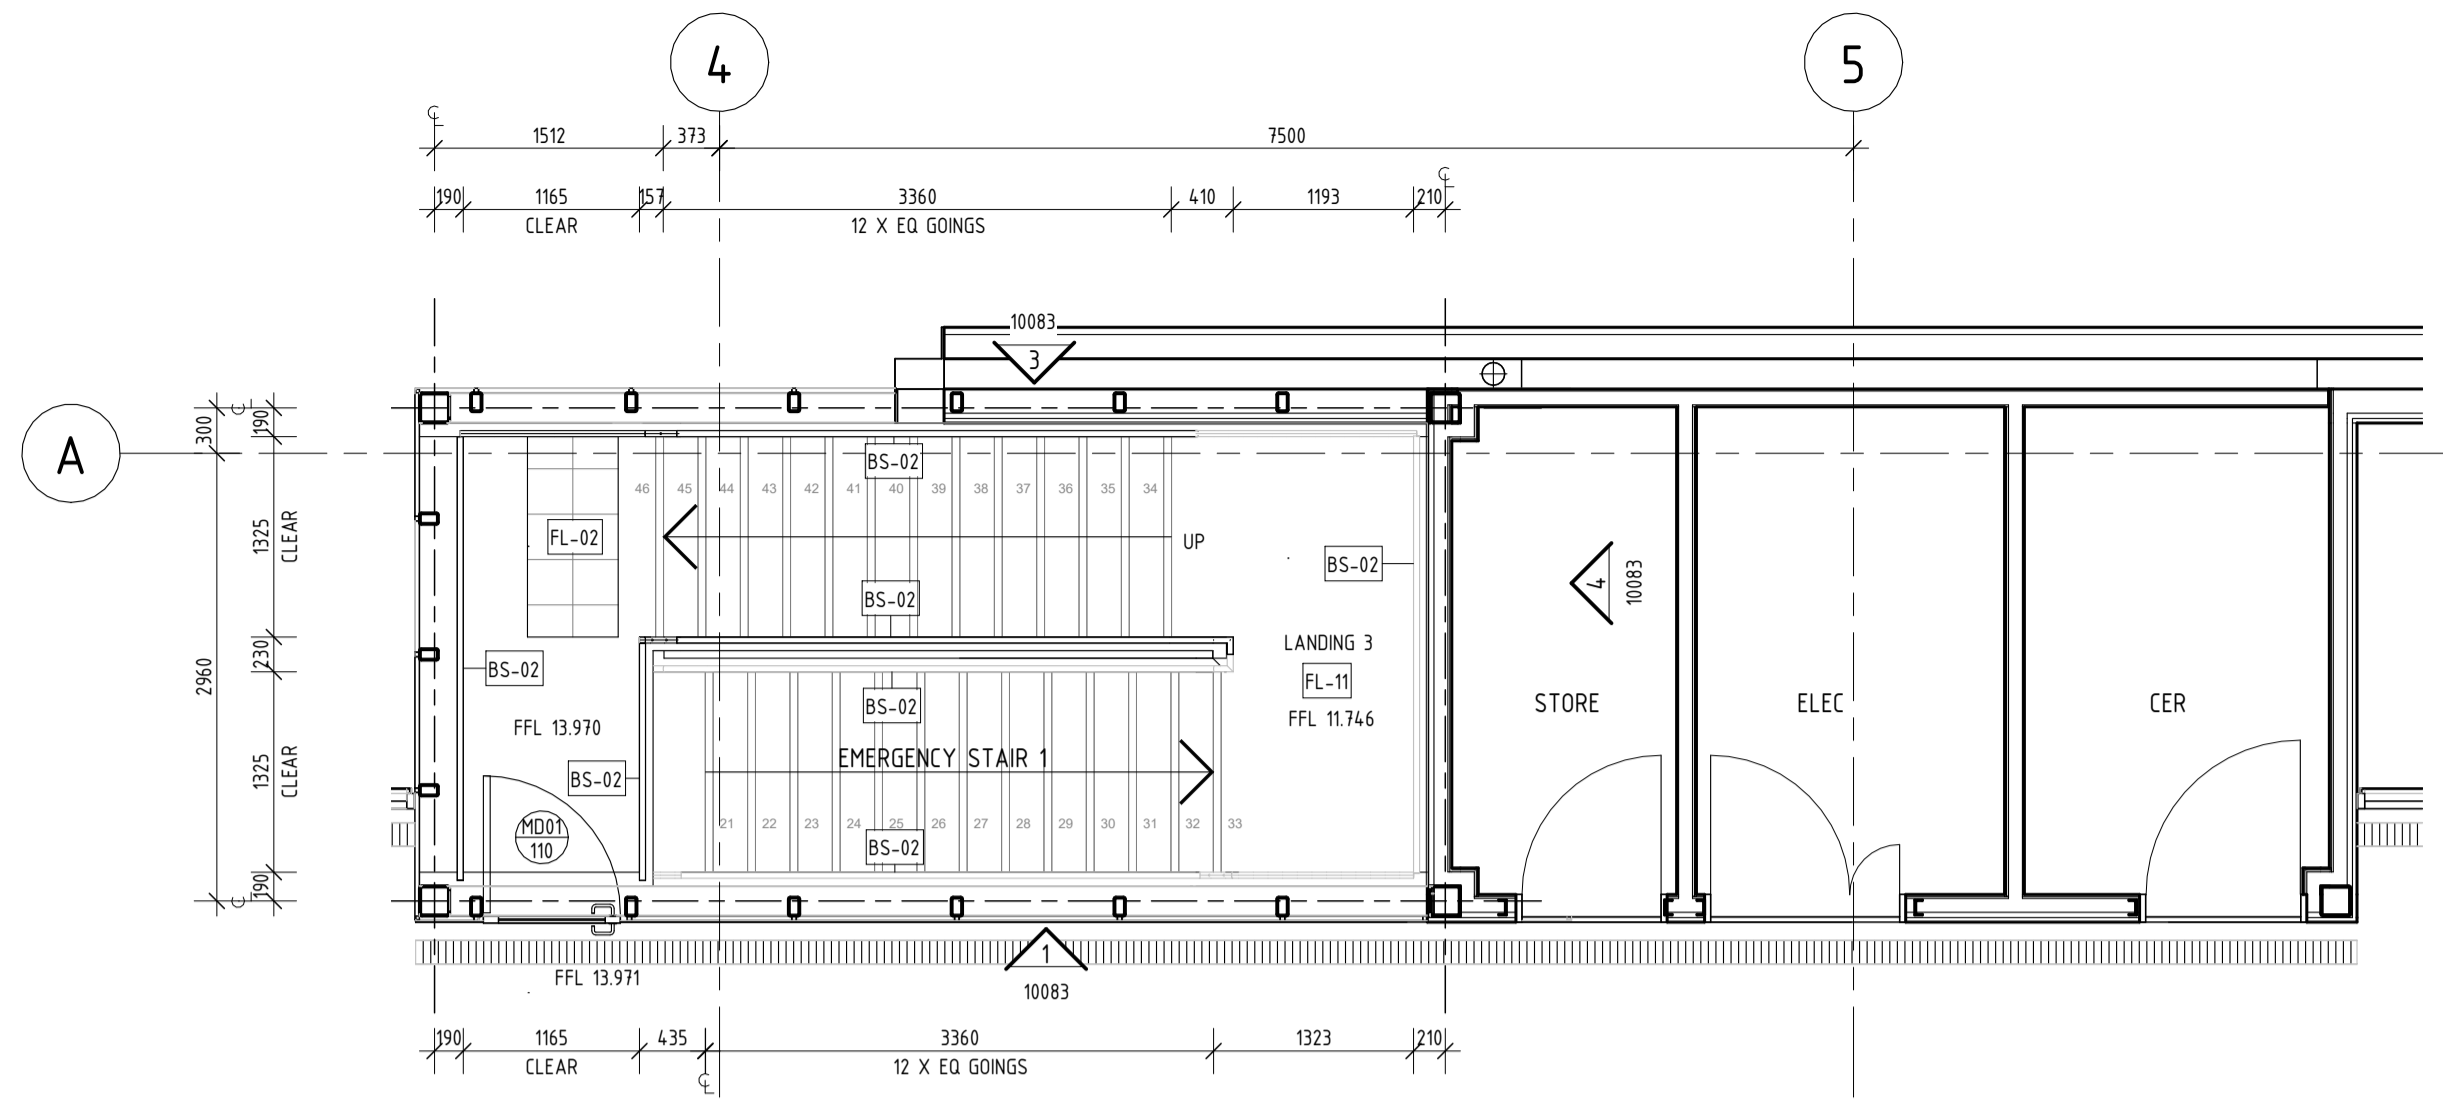 4 5
℄
1512 373 7500
℄
190 1165 157 3360 410 1193 210
CLEAR 12 X EQ GOINGS
10083
3
A
℄ 300 190
1325 CLEAR
230
2960
1325 CLEAR
℄ 190
BS-02
46 45 44 43 42 41 40 39 38 37 36 35 34
FL-02
UP
BS-02
BS-02
4
10083
LANDING 3
BS-02
FL-11
BS-02
FFL 11.746
STORE ELEC CER
FFL 13.970
EMERGENCY STAIR 1
BS-02
MD01
110
21 22 23 24 25 26 27 28 29 30 31 32 33
BS-02
1
FFL 13.971
10083
190 1165 435 3360 1323 210
CLEAR 12 X EQ GOINGS
℄